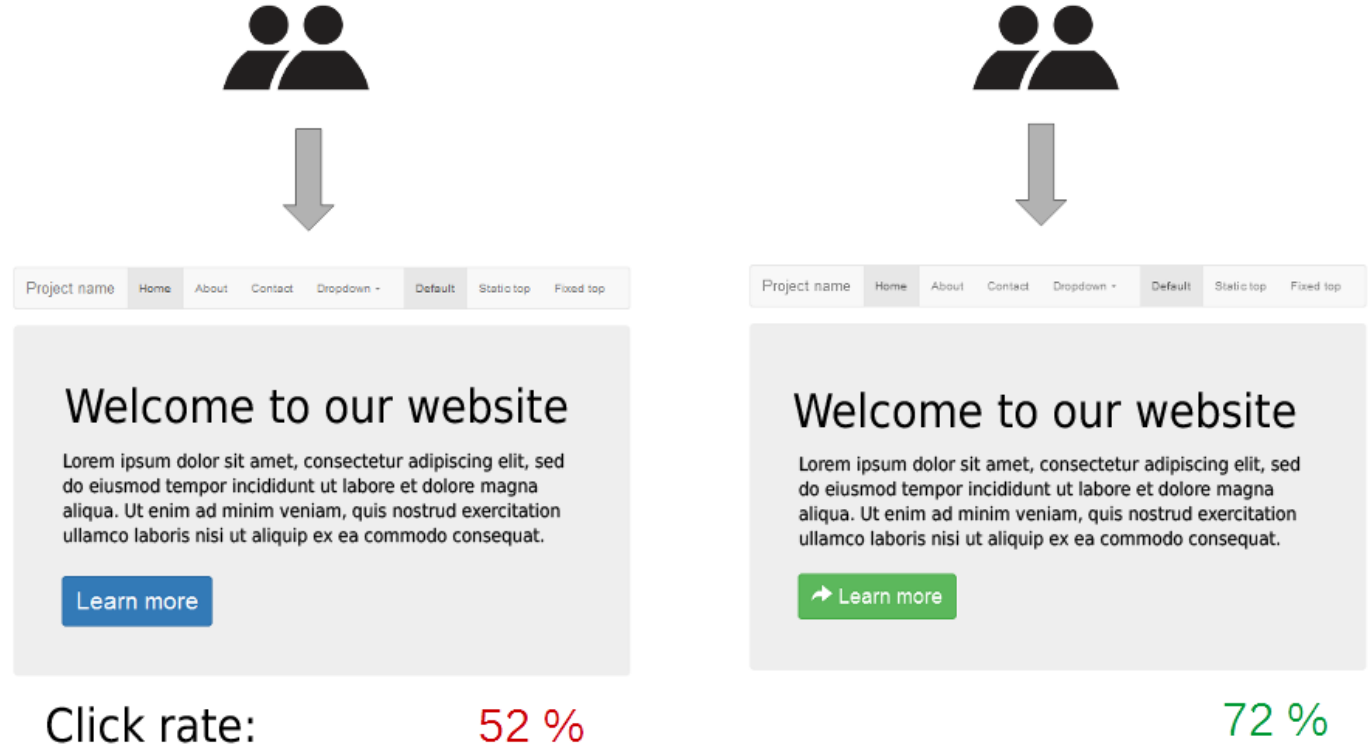 Project name Home About Contact Dropdown Default Static top Fixed top
Welcome to our website
Lorem ipsum dolor sit amet, consectetur adipiscing elit, sed
do eiusmod tempor incididunt ut labore et dolore magna
aliqua. Ut enim ad minim veniam, quis nostrud exercitation
ullamco laboris nisi ut aliquip ex ea commodo consequat.
Learn more
Click rate: 52 %
Project name Home About Contact Dropdown Default Static top Fixed top
Welcome to our website
Lorem ipsum dolor sit amet, consectetur adipiscing elit, sed
do eiusmod tempor incididunt ut labore et dolore magna
aliqua. Ut enim ad minim veniam, quis nostrud exercitation
ullamco laboris nisi ut aliquip ex ea commodo consequat.
Learn more
72 %